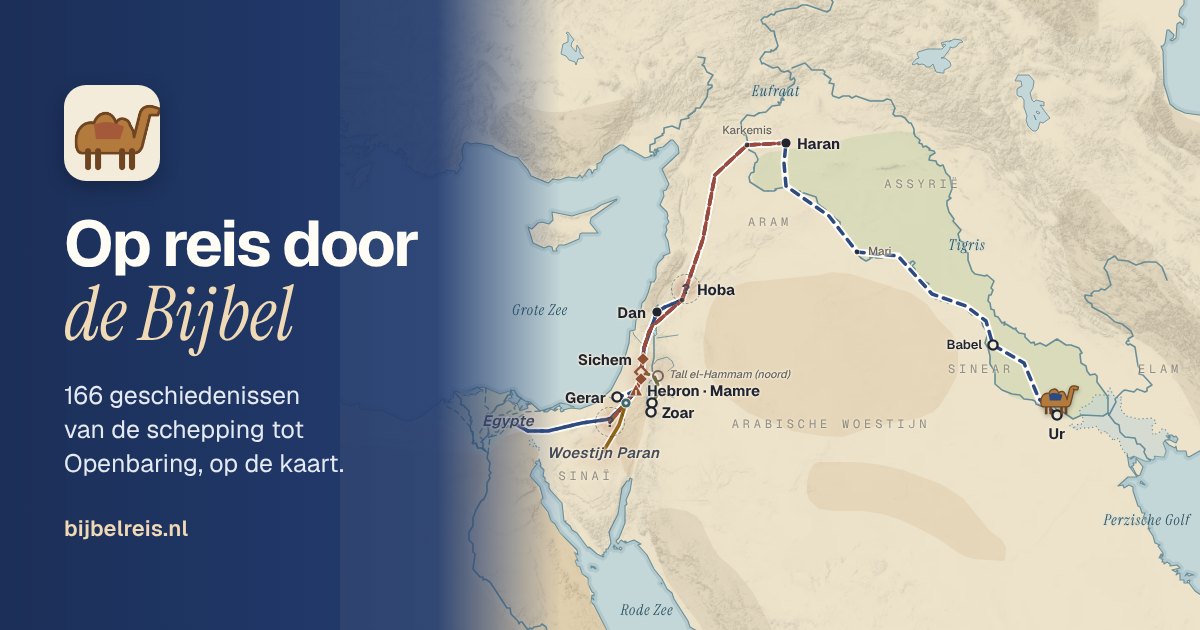 Op reis door
de Bijbel
166 geschiedenissen
van de schepping tot
Openbaring, op de kaart.
bijbelreis.nl
Eufraat
Karkemis
Haran
ASSYRIË
ARAM
Tigris
Mari
Hoba
Grote Zee
Dan
Babel
Sichem
SINEAR
ELAM
Tall el-Hammam (noord)
Hebron · Mamre
Gerar
Zoar
Egypte
ARABISCHE WOESTIJN
Ur
Woestijn Paran
SINAÏ
Perzische Golf
Rode Zee